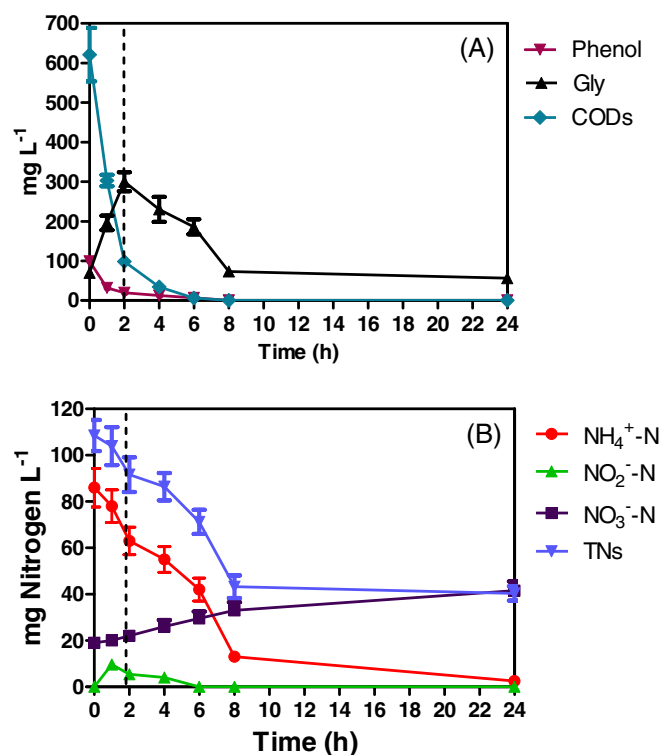 (A)
Phenol
Gly
CODs
mg L⁻¹
700
600
500
400
300
200
100
0
0 2 4 6 8 10 12 14 16 18 20 22 24
Time (h)
(B)
NH₄⁺-N
NO₂⁻-N
NO₃⁻-N
TNs
mg Nitrogen L⁻¹
120
100
80
60
40
20
0
0 2 4 6 8 10 12 14 16 18 20 22 24
Time (h)